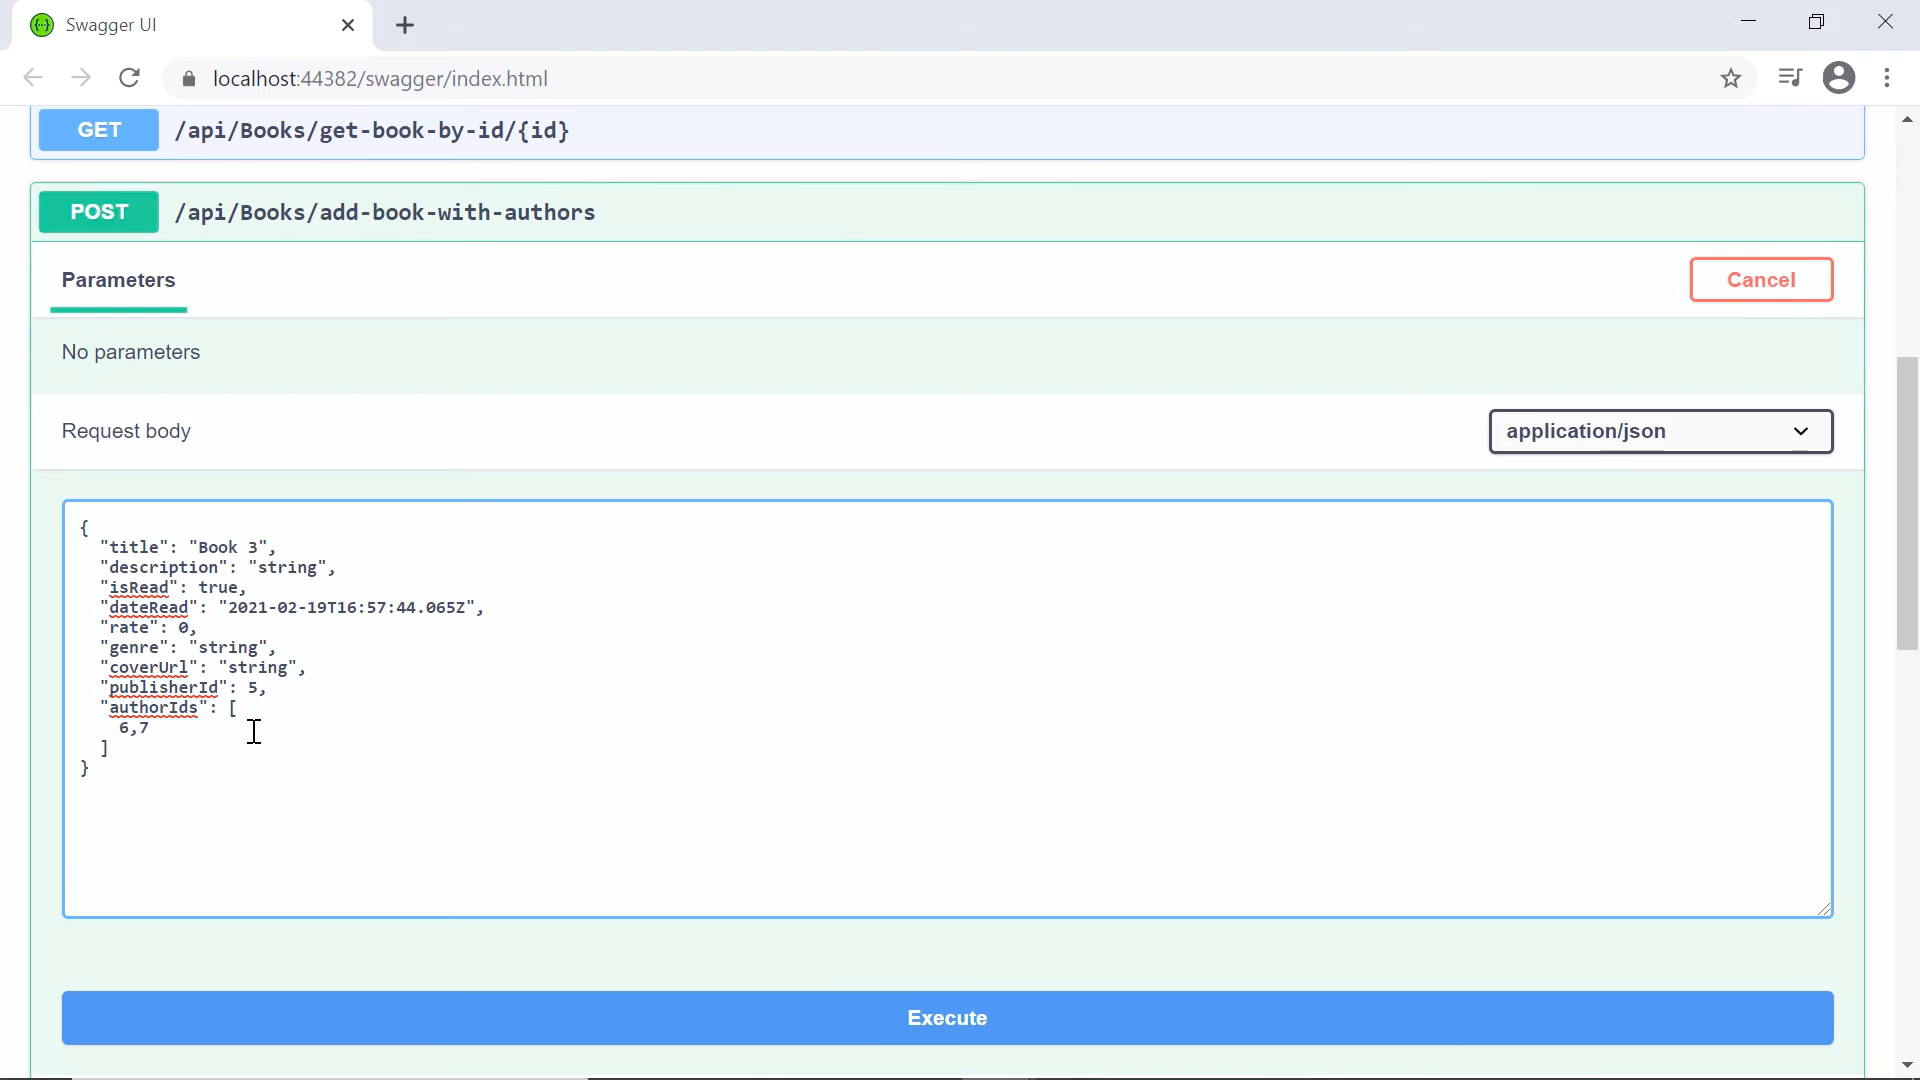 Swagger UI
localhost:44382/swagger/index.html
GET /api/Books/get-book-by-id/{id}
POST /api/Books/add-book-with-authors
Parameters
Cancel
No parameters
Request body
application/json
{
"title": "Book 3",
"description": "string",
"isRead": true,
"dateRead": "2021-02-19T16:57:44.065Z",
"rate": 0,
"genre": "string",
"coverUrl": "string",
"publisherId": 5,
"authorIds": [
6,7
]
}
Execute